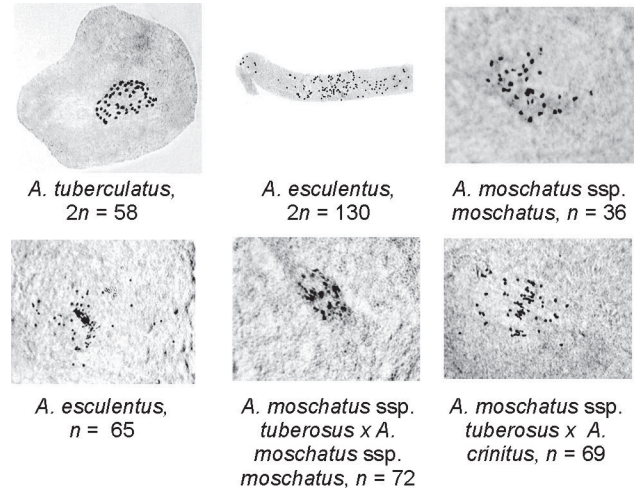 A. tuberculatus,
2n = 58
A. esculentus,
2n = 130
A. moschatus ssp.
moschatus, n = 36
A. esculentus,
n = 65
A. moschatus ssp.
tuberosus x A.
moschatus ssp.
moschatus, n = 72
A. moschatus ssp.
tuberosus x A.
crinitus, n = 69